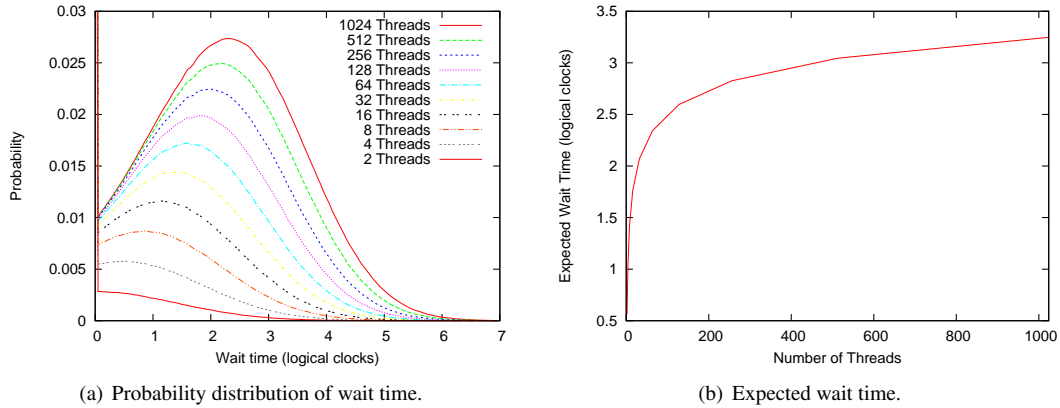 0.03
0.025
0.02
0.015
0.01
0.005
0
0 1 2 3 4 5 6 7
Probability
Wait time (logical clocks)
1024 Threads
512 Threads
256 Threads
128 Threads
64 Threads
32 Threads
16 Threads
8 Threads
4 Threads
2 Threads
(a) Probability distribution of wait time.
3.5
3
2.5
2
1.5
1
0.5
0 200 400 600 800 1000
Expected Wait Time (logical clocks)
Number of Threads
(b) Expected wait time.